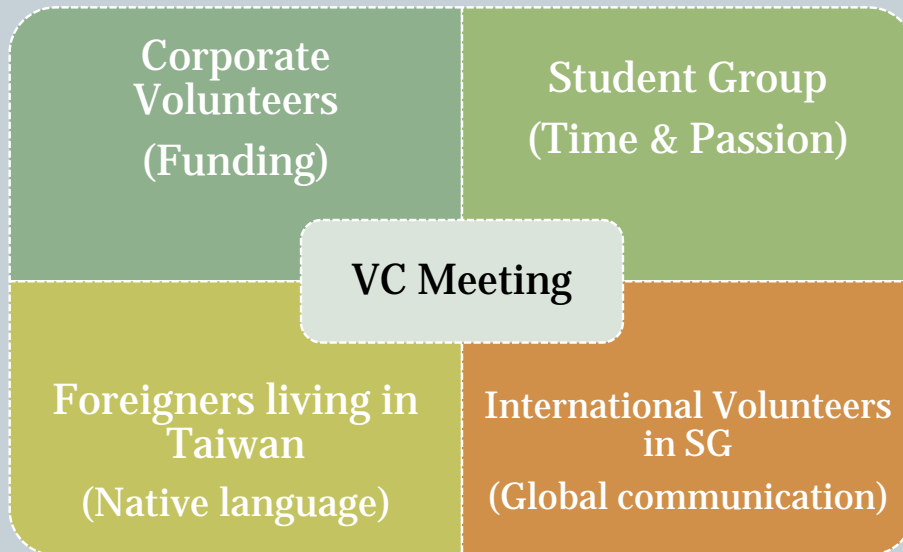 Corporate
Volunteers
(Funding)
Student Group
(Time & Passion)
VC Meeting
Foreigners living in
Taiwan
(Native language)
International Volunteers
in SG
(Global communication)